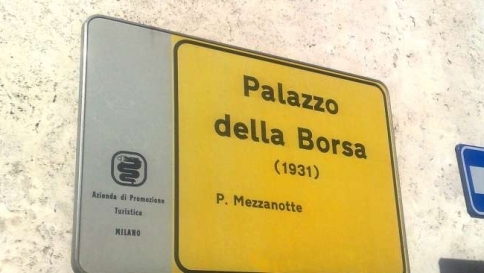 Palazzo
della Borsa
(1931)
P. Mezzanotte
Azienda di Promozione
Turistica
MILANO